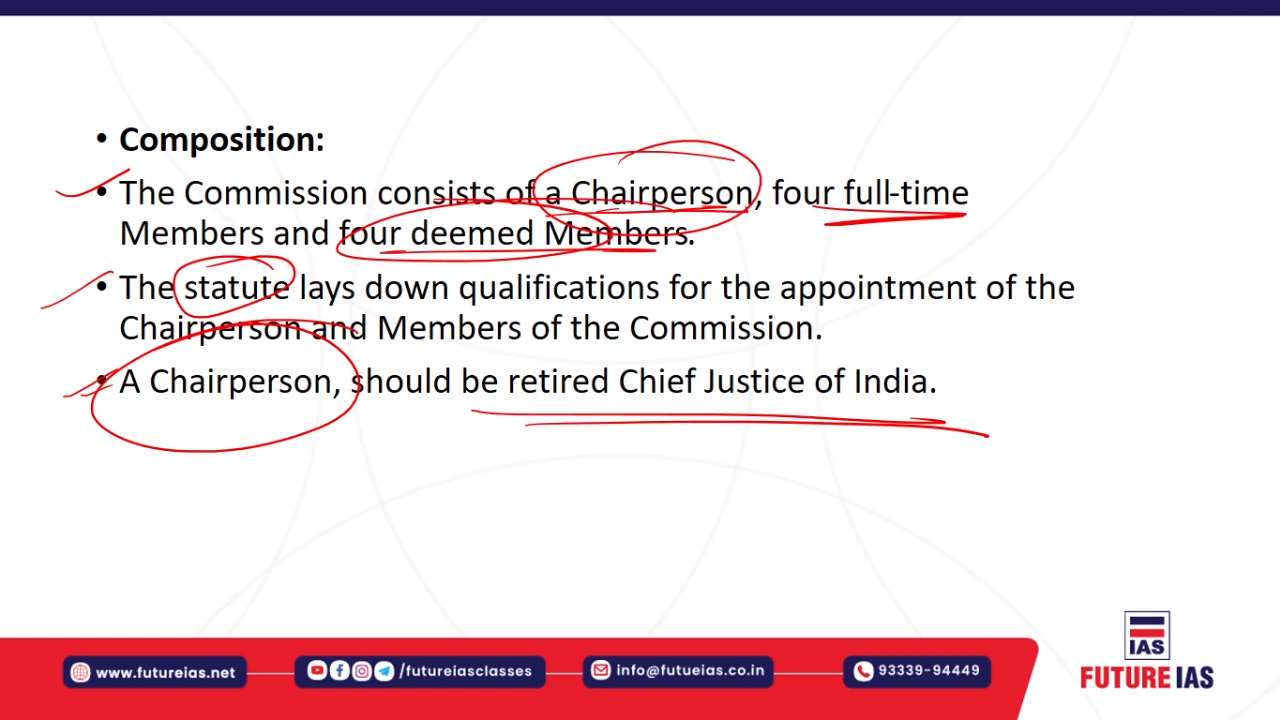 • Composition:
• The Commission consists of a Chairperson, four full-time
Members and four deemed Members.
• The statute lays down qualifications for the appointment of the
Chairperson and Members of the Commission.
• A Chairperson, should be retired Chief Justice of India.
IAS
FUTURE IAS
www.futureias.net
/futureiasclasses
info@futueias.co.in
93339-94449